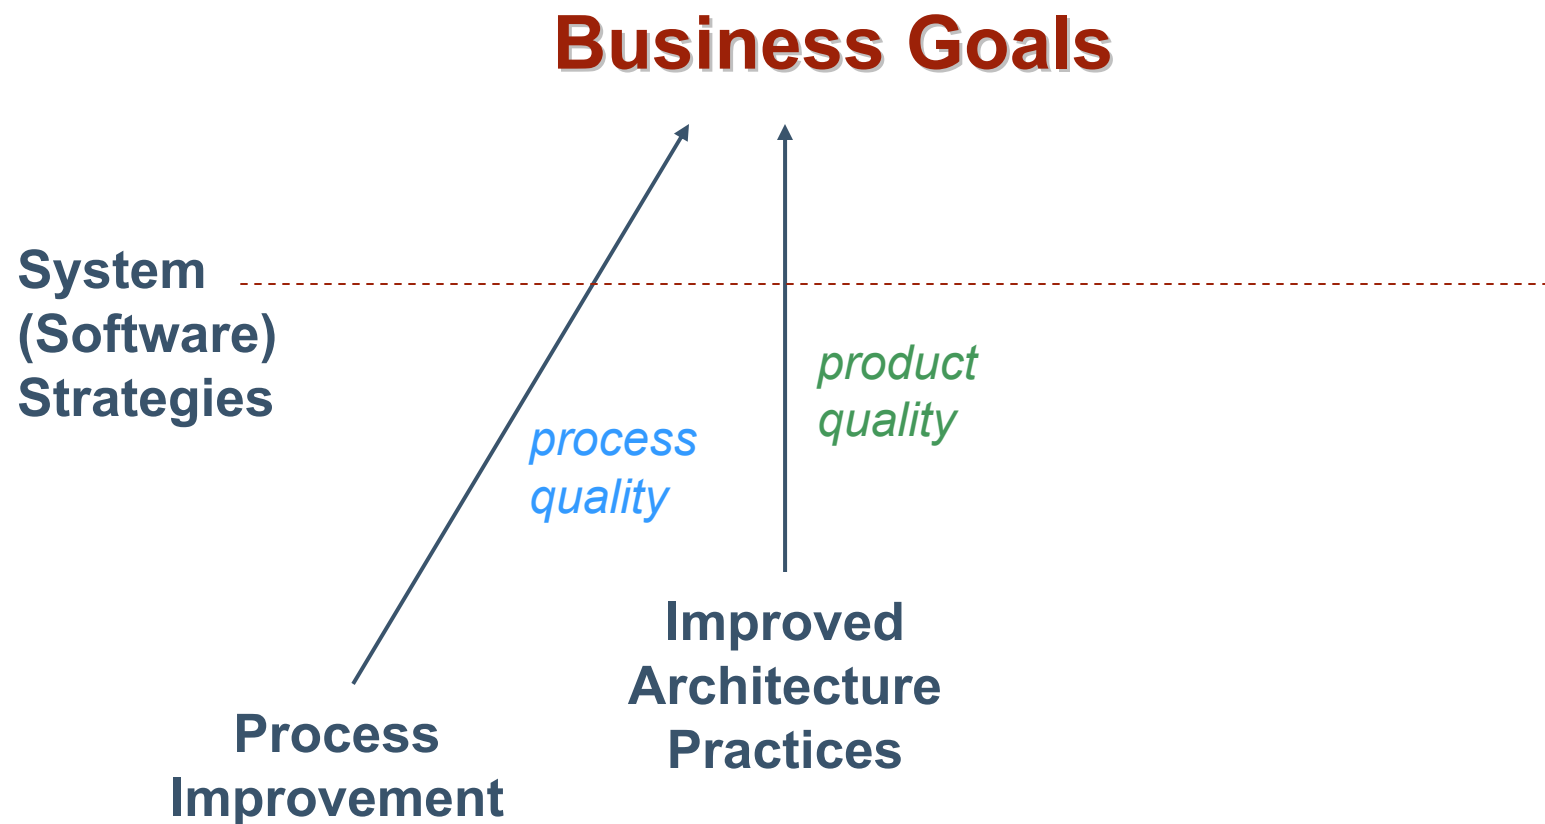 Business Goals
System
(Software)
Strategies
product
quality
process
quality
Improved
Architecture
Practices
Process
Improvement